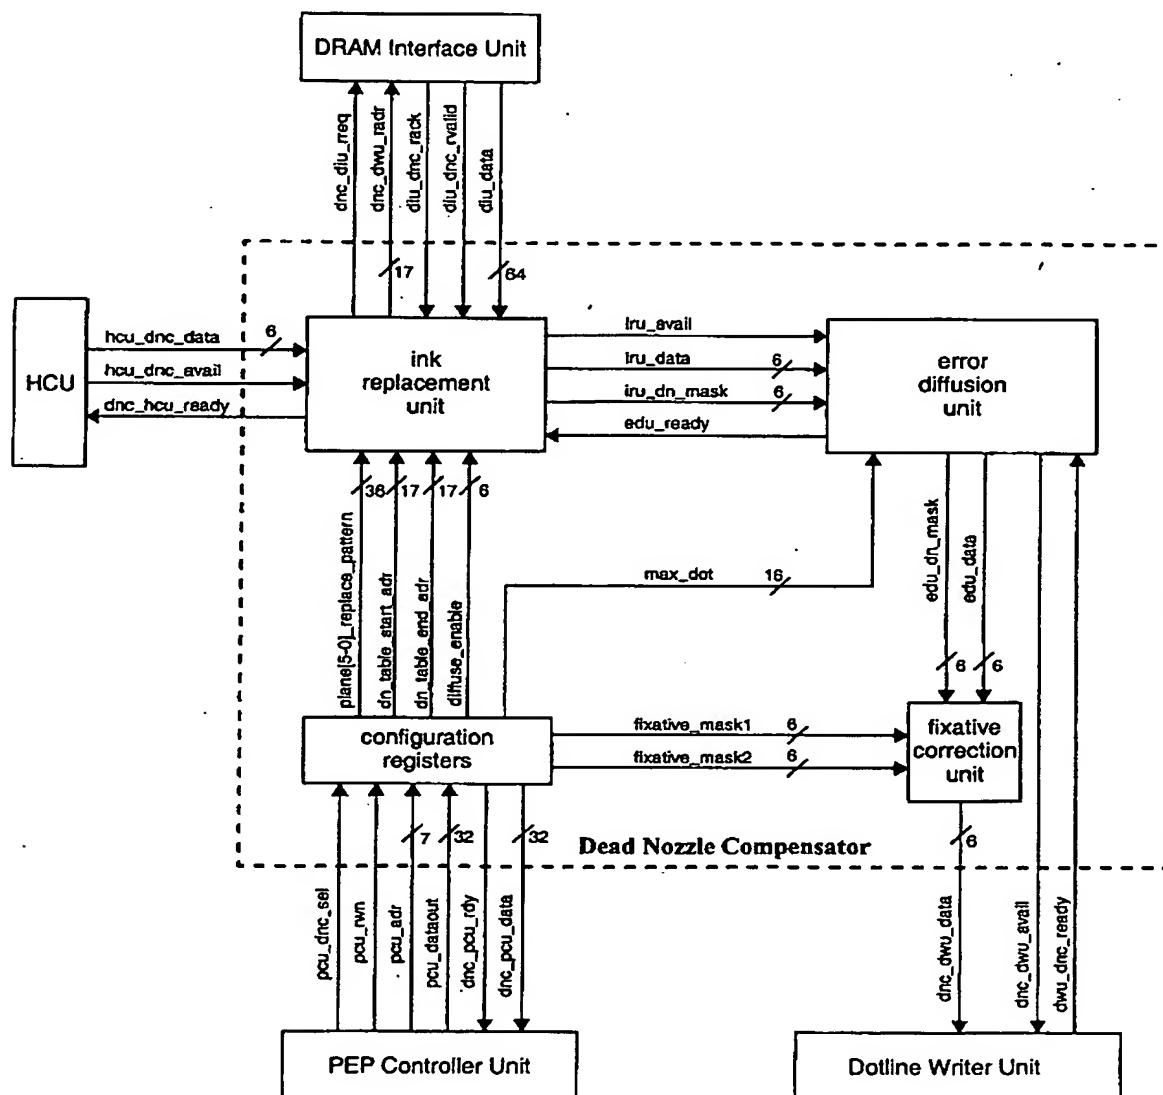 DRAM Interface Unit
dnc_diu_rreq
dnc_dwu_radr
diu_dnc_rack
diu_dnc_rvalid
diu_data
17
64
HCU
hcu_dnc_data
6
hcu_dnc_avail
dnc_hcu_ready
ink
replacement
unit
iru_avail
iru_data
6
iru_dn_mask
6
edu_ready
error
diffusion
unit
36
17
17
6
plane[5-0]_replace_pattern
dn_table_start_adr
dn_table_end_adr
diffuse_enable
max_dot
16
edu_dn_mask
edu_data
6
6
configuration
registers
fixative_mask1
6
fixative_mask2
6
fixative
correction
unit
7
32
32
6
Dead Nozzle Compensator
pcu_dnc_sel
pcu_rwn
pcu_adr
pcu_dataout
dnc_pcu_rdy
dnc_pcu_data
dnc_dwu_data
dnc_dwu_avail
dwu_dnc_ready
PEP Controller Unit
Dotline Writer Unit